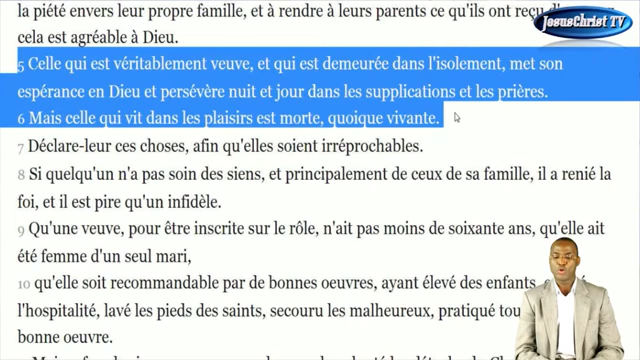 la piété envers leur propre famille, et à rendre à leurs parents ce qu'ils ont reçu
JesusChrist TV
cela est agréable à Dieu.
5 Celle qui est véritablement veuve, et qui est demeurée dans l'isolement, met son
espérance en Dieu et persévère nuit et jour dans les supplications et les prières.
6 Mais celle qui vit dans les plaisirs est morte, quoique vivante.
7 Déclare-leur ces choses, afin qu'elles soient irréprochables.
8 Si quelqu'un n'a pas soin des siens, et principalement de ceux de sa famille, il a renié la
foi, et il est pire qu'un infidèle.
9 Qu'une veuve, pour être inscrite sur le rôle, n'ait pas moins de soixante ans, qu'elle ait
été femme d'un seul mari,
10 qu'elle soit recommandable par de bonnes oeuvres, ayant élevé des enfants,
l'hospitalité, lavé les pieds des saints, secouru les malheureux, pratiqué
bonne oeuvre.